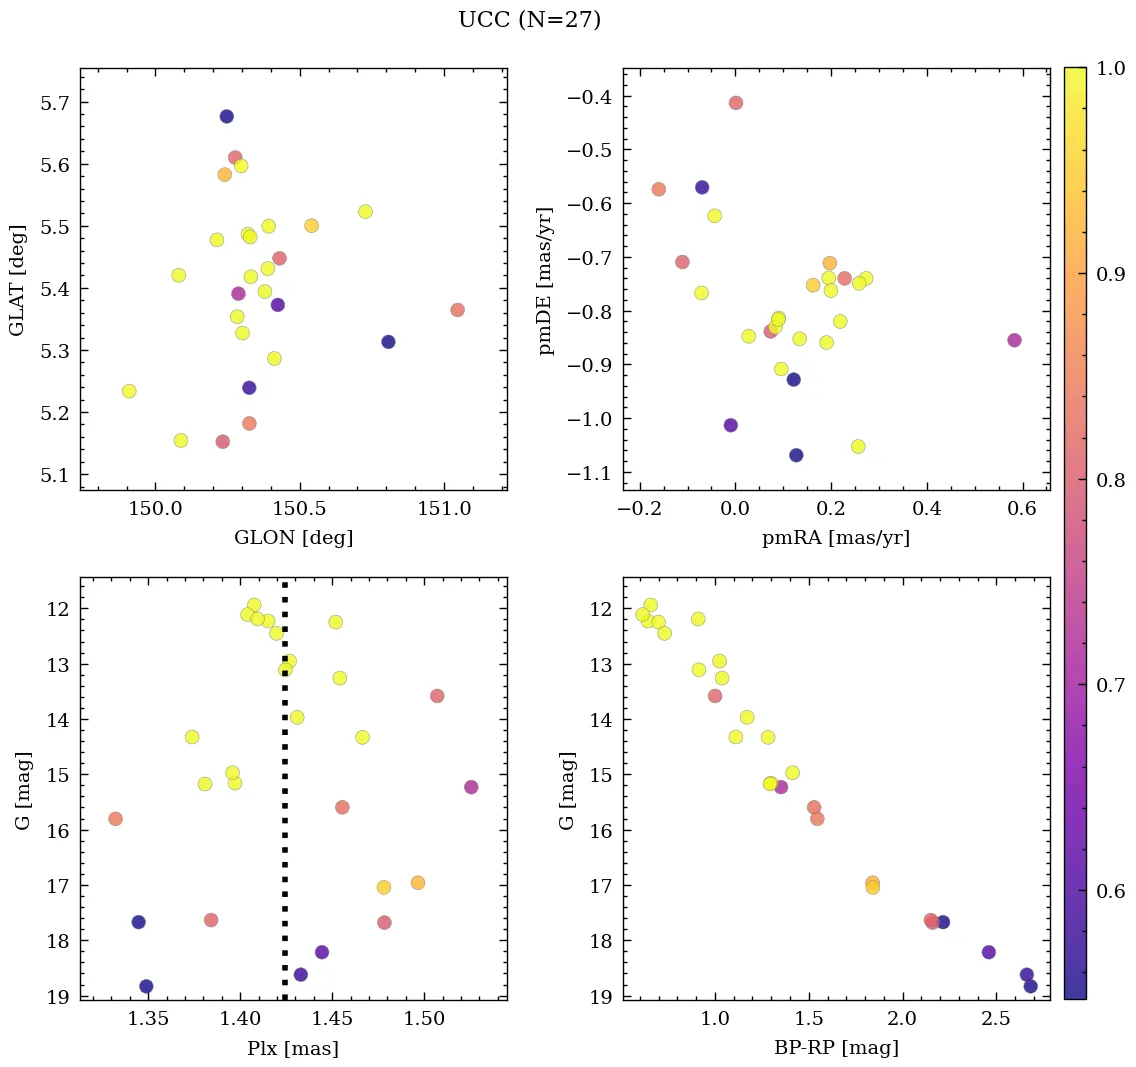 UCC (N=27)
5.7
5.6
5.5
5.4
5.3
5.2
5.1
GLAT [deg]
150.0 150.5 151.0
GLON [deg]
−0.4
−0.5
−0.6
−0.7
−0.8
−0.9
−1.0
−1.1
pmDE [mas/yr]
−0.2 0.0 0.2 0.4 0.6
pmRA [mas/yr]
1.0
0.9
0.8
0.7
0.6
12
13
14
15
16
17
18
19
G [mag]
1.35 1.40 1.45 1.50
Plx [mas]
12
13
14
15
16
17
18
19
G [mag]
1.0 1.5 2.0 2.5
BP-RP [mag]